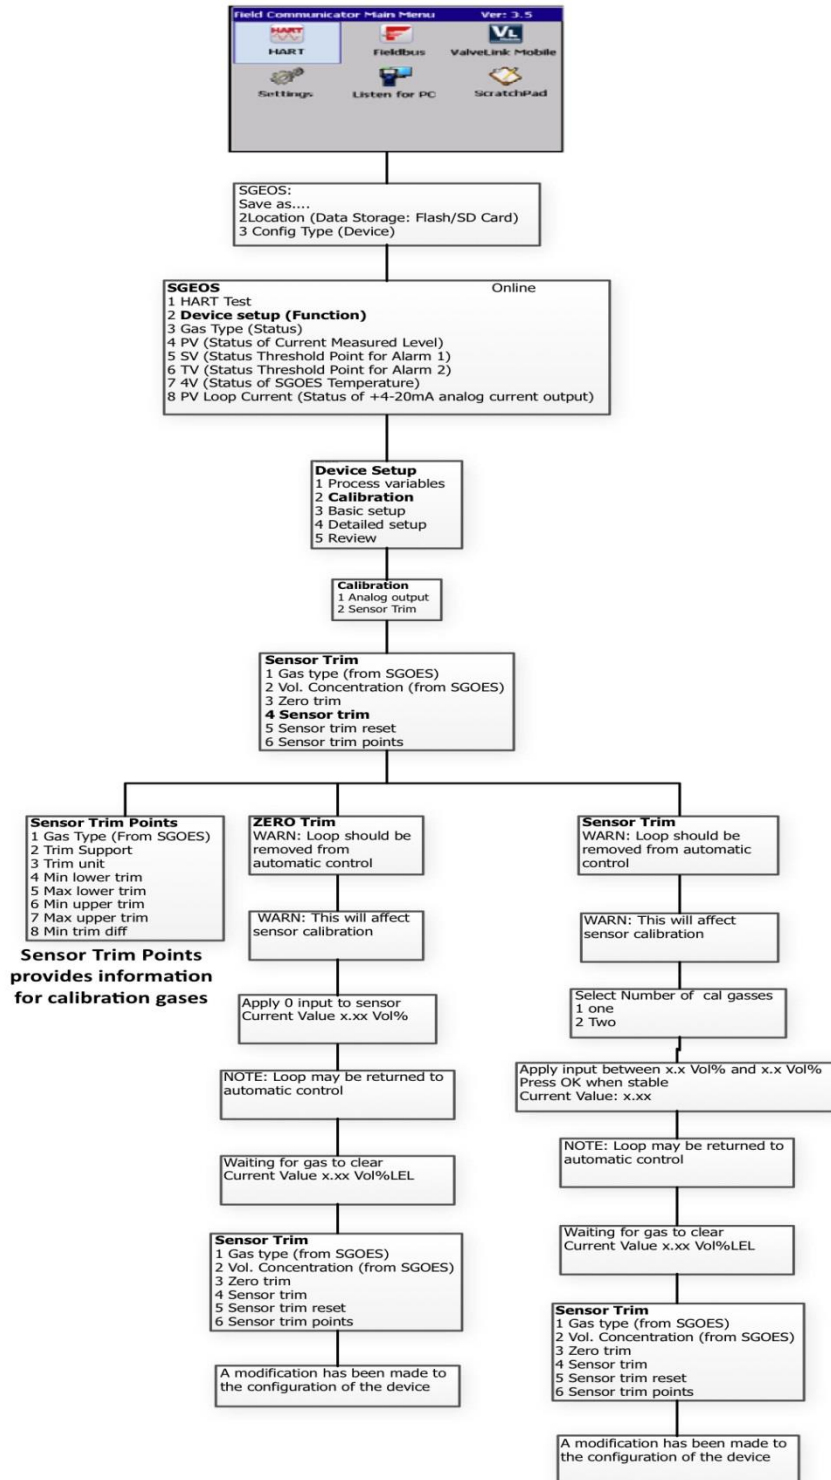 Field Communicator Main Menu Ver: 3.5
HART
HART
Fieldbus
VL
ValveLink Mobile
Settings
Listen for PC
ScratchPad
SGEOS:
Save as....
2Location (Data Storage: Flash/SD Card)
3 Config Type (Device)
SGEOS Online
1 HART Test
2 Device setup (Function)
3 Gas Type (Status)
4 PV (Status of Current Measured Level)
5 SV (Status Threshold Point for Alarm 1)
6 TV (Status Threshold Point for Alarm 2)
7 4V (Status of SGOES Temperature)
8 PV Loop Current (Status of +4-20mA analog current output)
Device Setup
1 Process variables
2 Calibration
3 Basic setup
4 Detailed setup
5 Review
Calibration
1 Analog output
2 Sensor Trim
Sensor Trim
1 Gas type (from SGOES)
2 Vol. Concentration (from SGOES)
3 Zero trim
4 Sensor trim
5 Sensor trim reset
6 Sensor trim points
Sensor Trim Points
1 Gas Type (From SGOES)
2 Trim Support
3 Trim unit
4 Min lower trim
5 Max lower trim
6 Min upper trim
7 Max upper trim
8 Min trim diff
Sensor Trim Points
provides information
for calibration gases
ZERO Trim
WARN: Loop should be
removed from
automatic control
WARN: This will affect
sensor calibration
Apply 0 input to sensor
Current Value x.xx Vol%
NOTE: Loop may be returned to
automatic control
Waiting for gas to clear
Current Value x.xx Vol%LEL
Sensor Trim
1 Gas type (from SGOES)
2 Vol. Concentration (from SGOES)
3 Zero trim
4 Sensor trim
5 Sensor trim reset
6 Sensor trim points
A modification has been made to
the configuration of the device
Sensor Trim
WARN: Loop should be
removed from automatic
control
WARN: This will affect
sensor calibration
Select Number of cal gasses
1 one
2 Two
Apply input between x.x Vol% and x.x Vol%
Press OK when stable
Current Value: x.xx
NOTE: Loop may be returned to
automatic control
Waiting for gas to clear
Current Value x.xx Vol%LEL
Sensor Trim
1 Gas type (from SGOES)
2 Vol. Concentration (from SGOES)
3 Zero trim
4 Sensor trim
5 Sensor trim reset
6 Sensor trim points
A modification has been made to
the configuration of the device